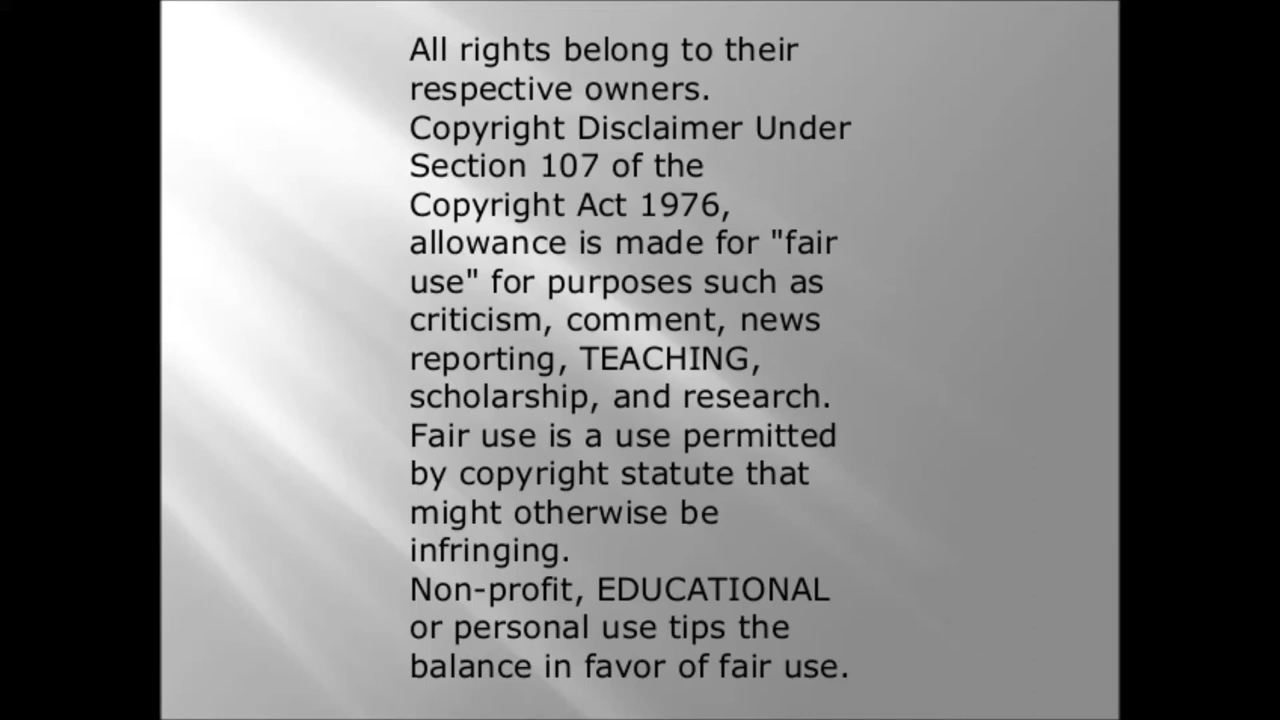 All rights belong to their
respective owners.
Copyright Disclaimer Under
Section 107 of the
Copyright Act 1976,
allowance is made for "fair
use" for purposes such as
criticism, comment, news
reporting, TEACHING,
scholarship, and research.
Fair use is a use permitted
by copyright statute that
might otherwise be
infringing.
Non-profit, EDUCATIONAL
or personal use tips the
balance in favor of fair use.